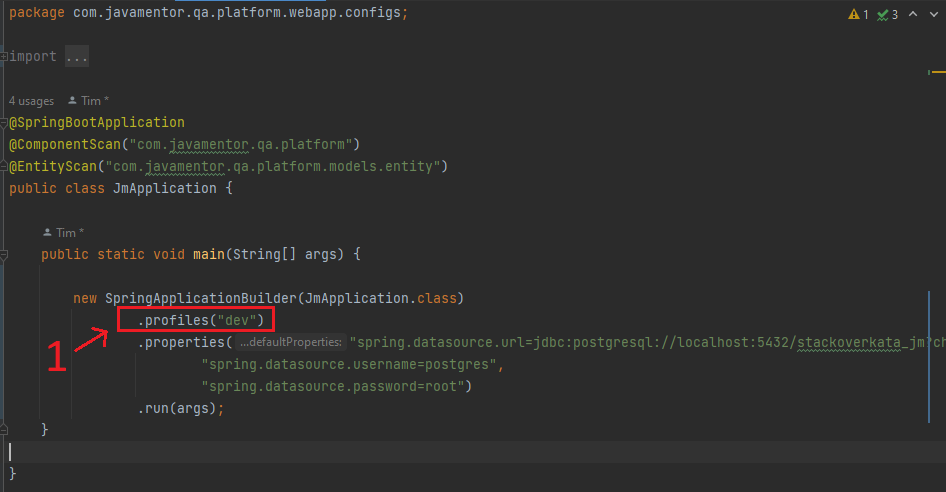 package com.javamentor.qa.platform.webapp.configs;
1 3
import ...
4 usages Tim *
@SpringBootApplication
@ComponentScan("com.javamentor.qa.platform")
@EntityScan("com.javamentor.qa.platform.models.entity")
public class JmApplication {
Tim *
public static void main(String[] args) {
new SpringApplicationBuilder(JmApplication.class)
.profiles("dev")
1
.properties( ...defaultProperties: "spring.datasource.url=jdbc:postgresql://localhost:5432/stackoverkata_jm?ch
"spring.datasource.username=postgres",
"spring.datasource.password=root")
.run(args);
}
}